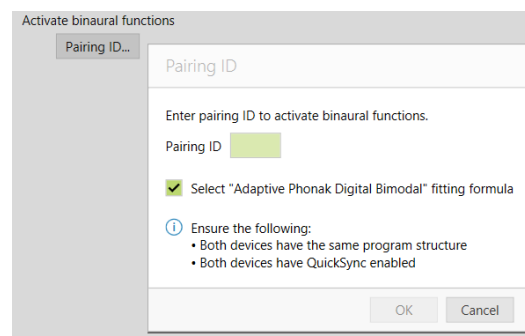 Activate binaural functions
Pairing ID...
Pairing ID
Enter pairing ID to activate binaural functions.
Pairing ID
Select "Adaptive Phonak Digital Bimodal" fitting formula
Ensure the following:
• Both devices have the same program structure
• Both devices have QuickSync enabled
OK Cancel